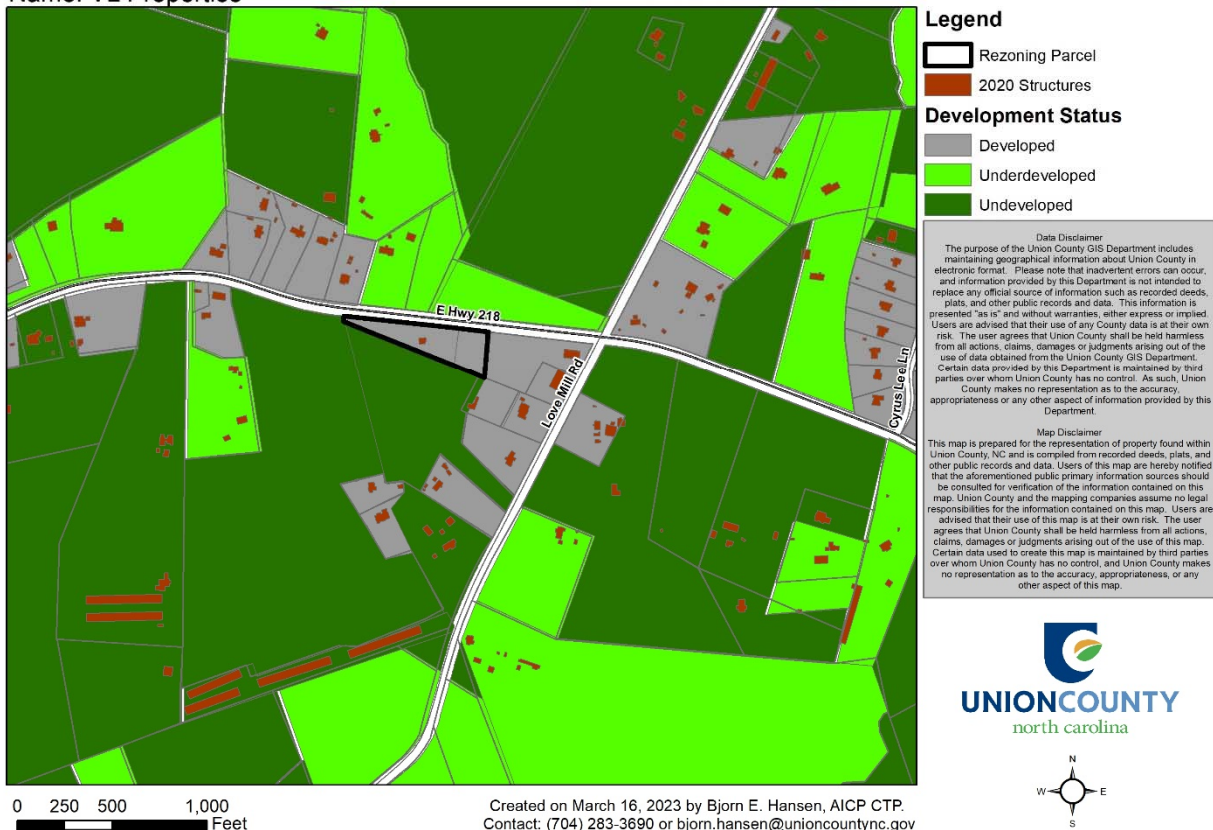 Legend
Rezoning Parcel
2020 Structures
Development Status
Developed
Underdeveloped
Undeveloped
E Hwy 218
Love Mill Rd
Cyrus Lee Ln
Data Disclaimer
The purpose of the Union County GIS Department includes
maintaining geographical information about Union County in
electronic format. Please note that inadvertent errors can occur,
and information provided by this Department is not intended to
replace any official source of information such as recorded deeds,
plats, and other public records and data. This information is
presented "as is" and without warranties, either express or implied.
Users are advised that their use of any County data is at their own
risk. The user agrees that Union County shall be held harmless
from all actions, claims, damages or judgments arising out of the
use of data obtained from the Union County GIS Department.
Certain data provided by this Department is maintained by third
parties over whom Union County has no control. As such, Union
County makes no representation as to the accuracy,
appropriateness or any other aspect of information provided by this
Department.
Map Disclaimer
This map is prepared for the representation of property found within
Union County, NC and is compiled from recorded deeds, plats, and
other public records and data. Users of this map are hereby notified
that the aforementioned public primary information sources should
be consulted for verification of the information contained on this
map. Union County and the mapping companies assume no legal
responsibilities for the information contained on this map. Users are
advised that their use of this map is at their own risk. The user
agrees that Union County shall be held harmless from all actions,
claims, damages or judgments arising out of the use of this map.
Certain data used to create this map is maintained by third parties
over whom Union County has no control, and Union County makes
no representation as to the accuracy, appropriateness, or any
other aspect of this map.
UNIONCOUNTY
north carolina
N
W E
S
0 250 500 1,000
Feet
Created on March 16, 2023 by Bjorn E. Hansen, AICP CTP.
Contact: (704) 283-3690 or bjorn.hansen@unioncountync.gov